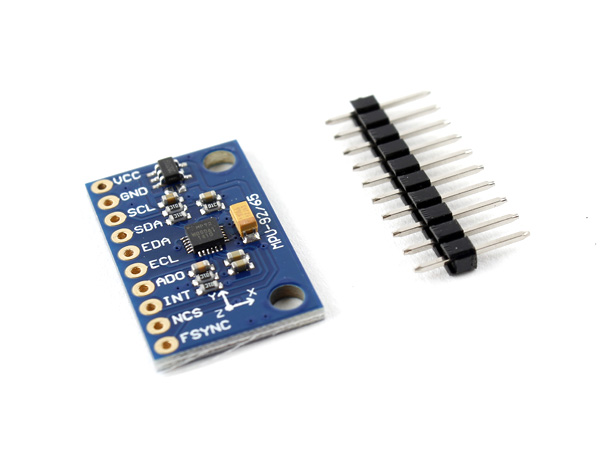 VCC
GND
SCL
SDA
EDA
ECL
ADO
INT
NCS
FSYNC
MPU-92/65
Y
X
Z